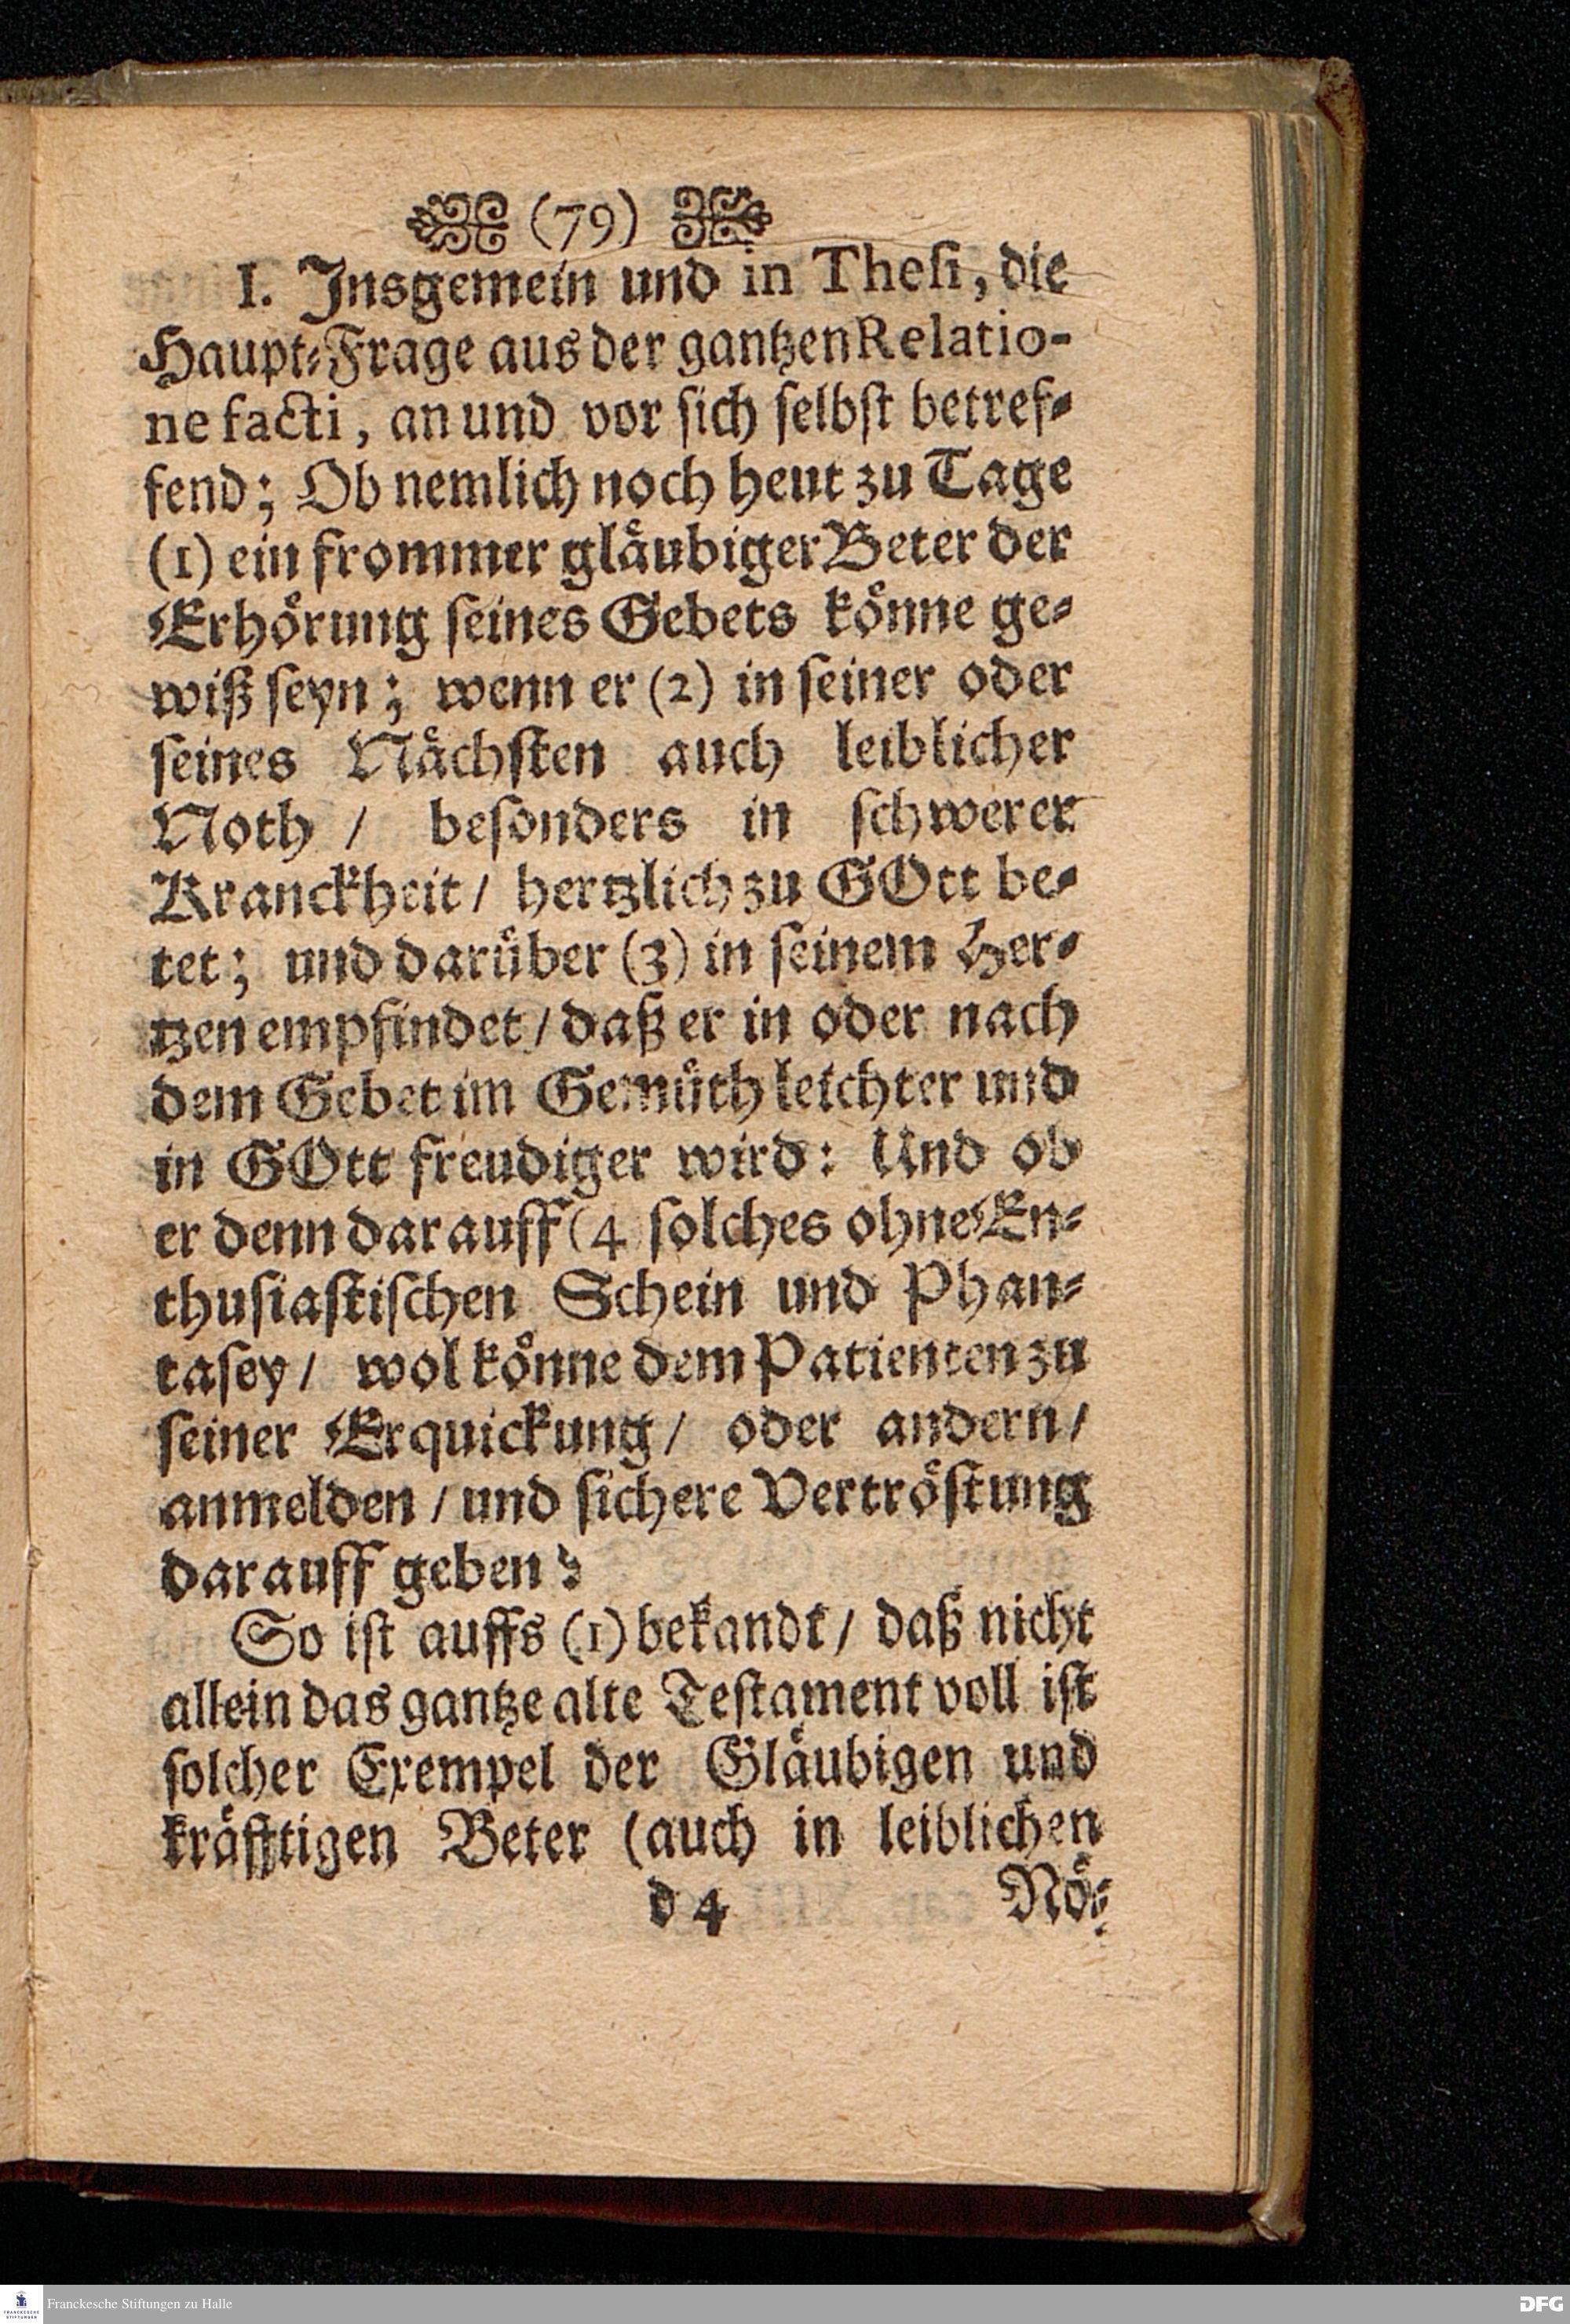 (79)
I. Insgemein und in Thesi, die
Haupt-Frage aus der gantzen Relatio-
ne facti, an und vor sich selbst betref-
fend; Ob nemlich noch heut zu Tage
(1) ein frommer gläubiger Beter der
Erhörung seines Gebets könne ge-
wiß seyn; wenn er (2) in seiner oder
seines Nächsten auch leiblicher
Noth / besonders in schwerer
Kranckheit / hertzlich zu GOtt be-
tet; und darüber (3) in seinem Her-
tzen empfindet / daß er in oder nach
dem Gebet im Gemüth leichter und
in GOtt freudiger wird: Und ob
er denn darauff (4 solches ohne En-
thusiastischen Schein und Phan-
tasey / wol könne dem Patienten zu
seiner Erquickung / oder andern /
anmelden / und sichere Vertröstung
darauff geben?
So ist auffs (1) bekandt / daß nicht
allein das gantze alte Testament voll ist
solcher Exempel der Gläubigen und
kräfftigen Beter (auch in leiblichen
d 4 Nö-
FRANCKESCHE STIFTUNGEN
Franckesche Stiftungen zu Halle
DFG